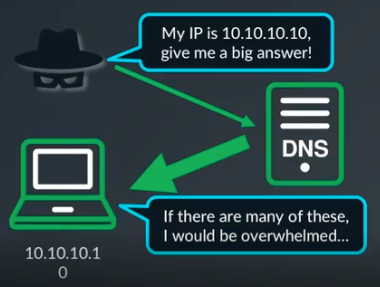 My IP is 10.10.10.10,
give me a big answer!
DNS
If there are many of these,
I would be overwhelmed...
10.10.10.1
0